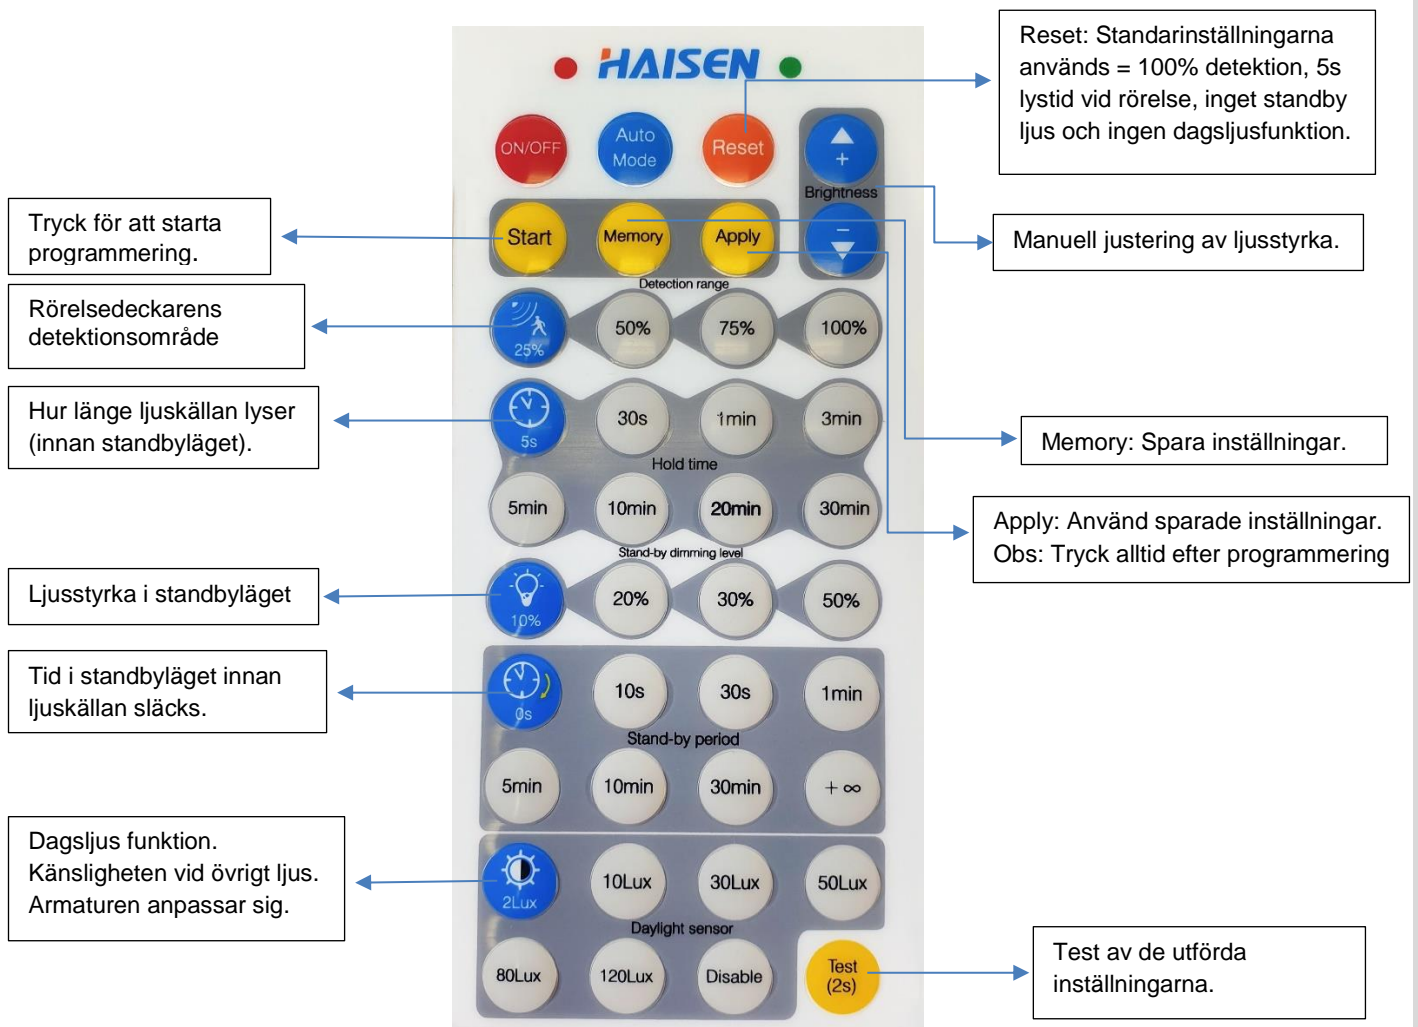 HAISEN
Reset: Standarinställningarna
används = 100% detektion, 5s
lystid vid rörelse, inget standby
ljus och ingen dagsljusfunktion.
ON/OFF
Auto
Mode
Reset
+
Brightness
−
Tryck för att starta
programmering.
Start
Memory
Apply
Manuell justering av ljusstyrka.
Detection range
Rörelsedeckarens
detektionsområde
25%
50%
75%
100%
Hur länge ljuskällan lyser
(innan standbyläget).
5s
30s
1min
3min
Hold time
Memory: Spara inställningar.
5min
10min
20min
30min
Apply: Använd sparade inställningar.
Obs: Tryck alltid efter programmering
Stand-by dimming level
Ljusstyrka i standbyläget
10%
20%
30%
50%
Tid i standbyläget innan
ljuskällan släcks.
0s
10s
30s
1min
Stand-by period
5min
10min
30min
+ ∞
Dagsljus funktion.
Känsligheten vid övrigt ljus.
Armaturen anpassar sig.
2Lux
10Lux
30Lux
50Lux
Daylight sensor
80Lux
120Lux
Disable
Test
(2s)
Test av de utförda
inställningarna.